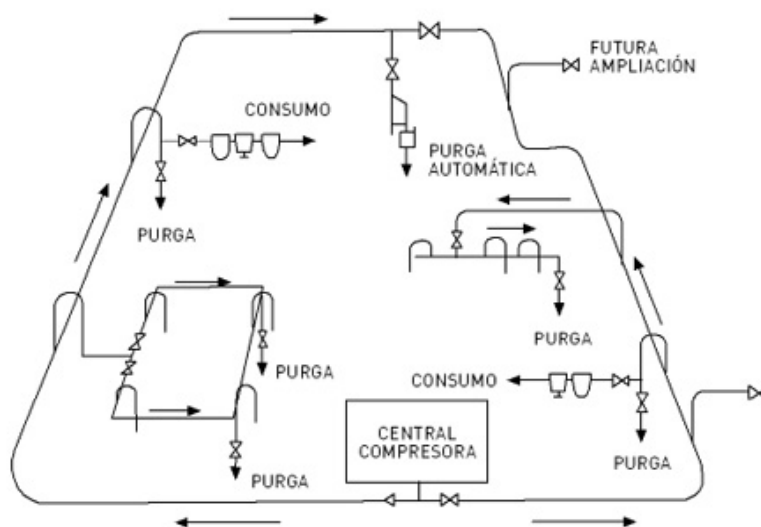 FUTURA
AMPLIACIÓN
CONSUMO
PURGA
AUTOMÁTICA
PURGA
PURGA
PURGA
CONSUMO
CENTRAL
COMPRESORA
PURGA
PURGA